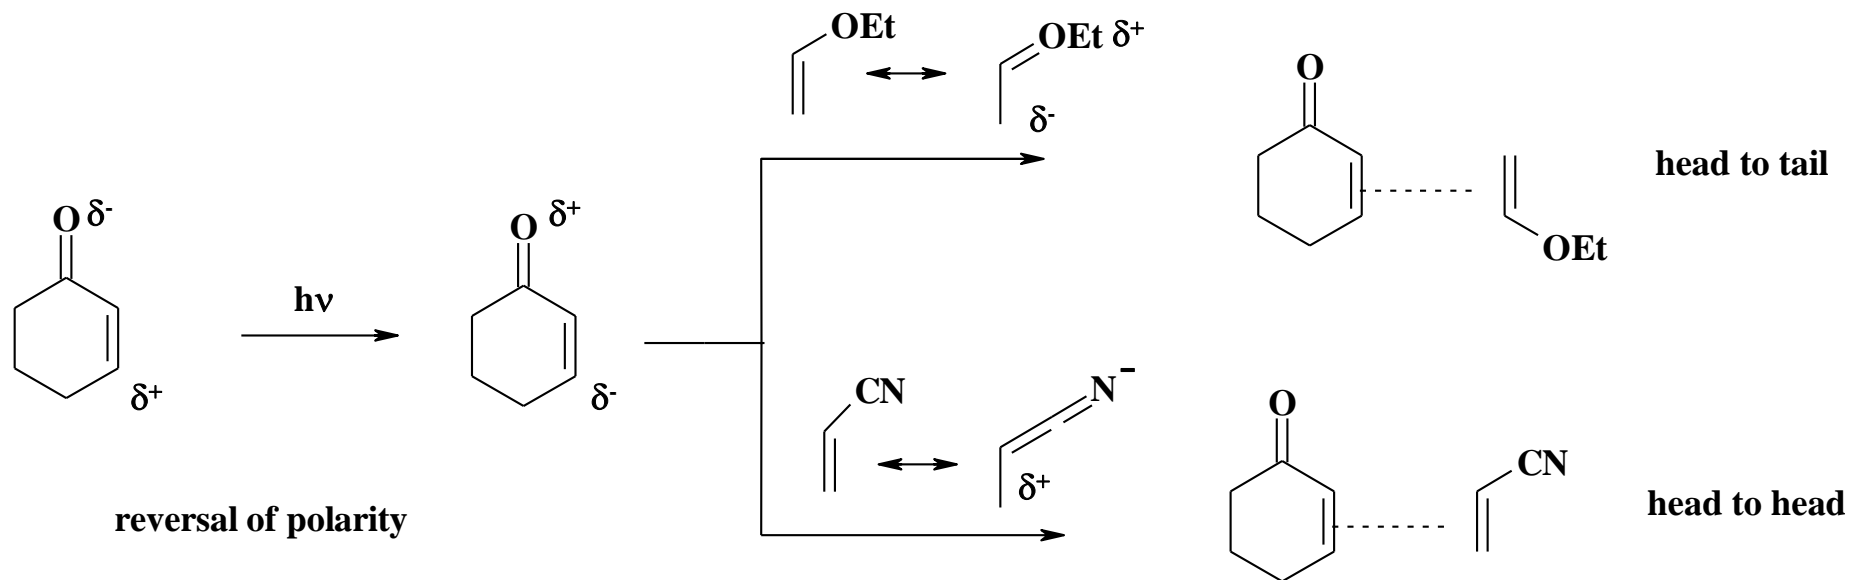 OEt
OEt δ+
δ-
O
head to tail
OEt
O δ-
hν
δ+
O δ+
δ-
CN
N -
δ+
O
CN
head to head
reversal of polarity